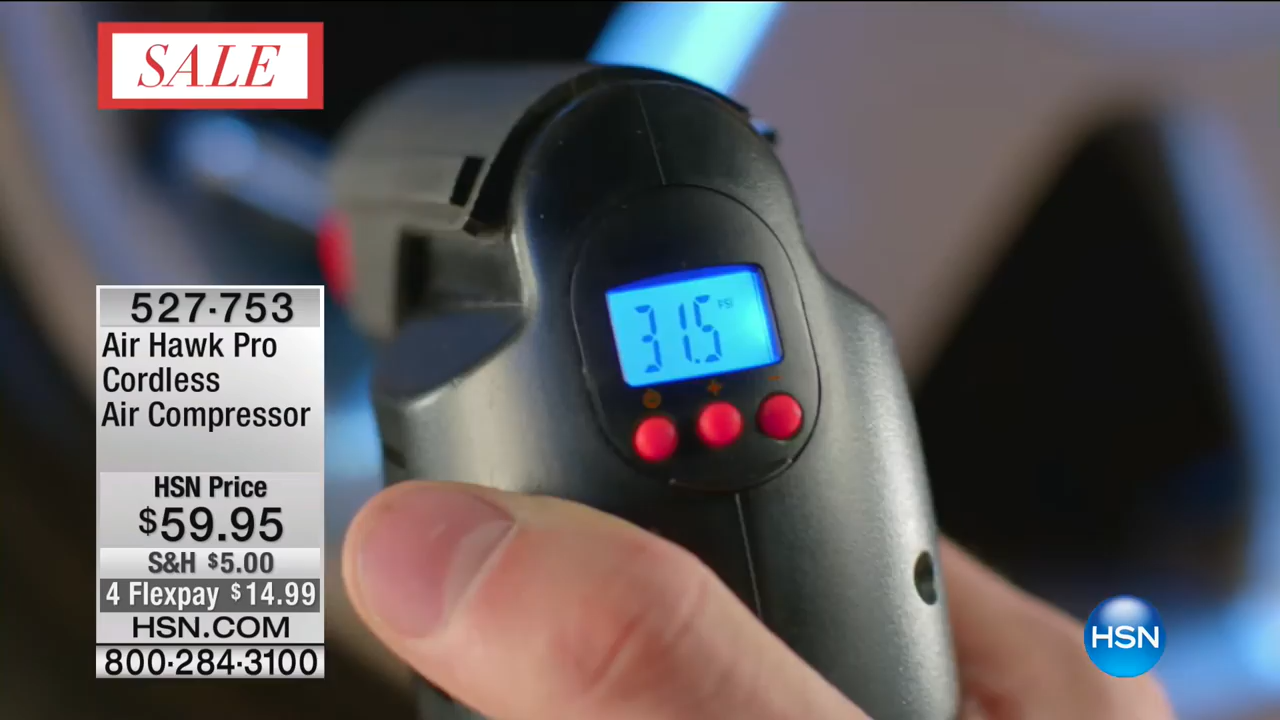 SALE
527·753
Air Hawk Pro
Cordless
Air Compressor
HSN Price
$59.95
S&H $5.00
4 Flexpay $14.99
HSN.COM
800·284·3100
31.5 PSI
+
-
HSN